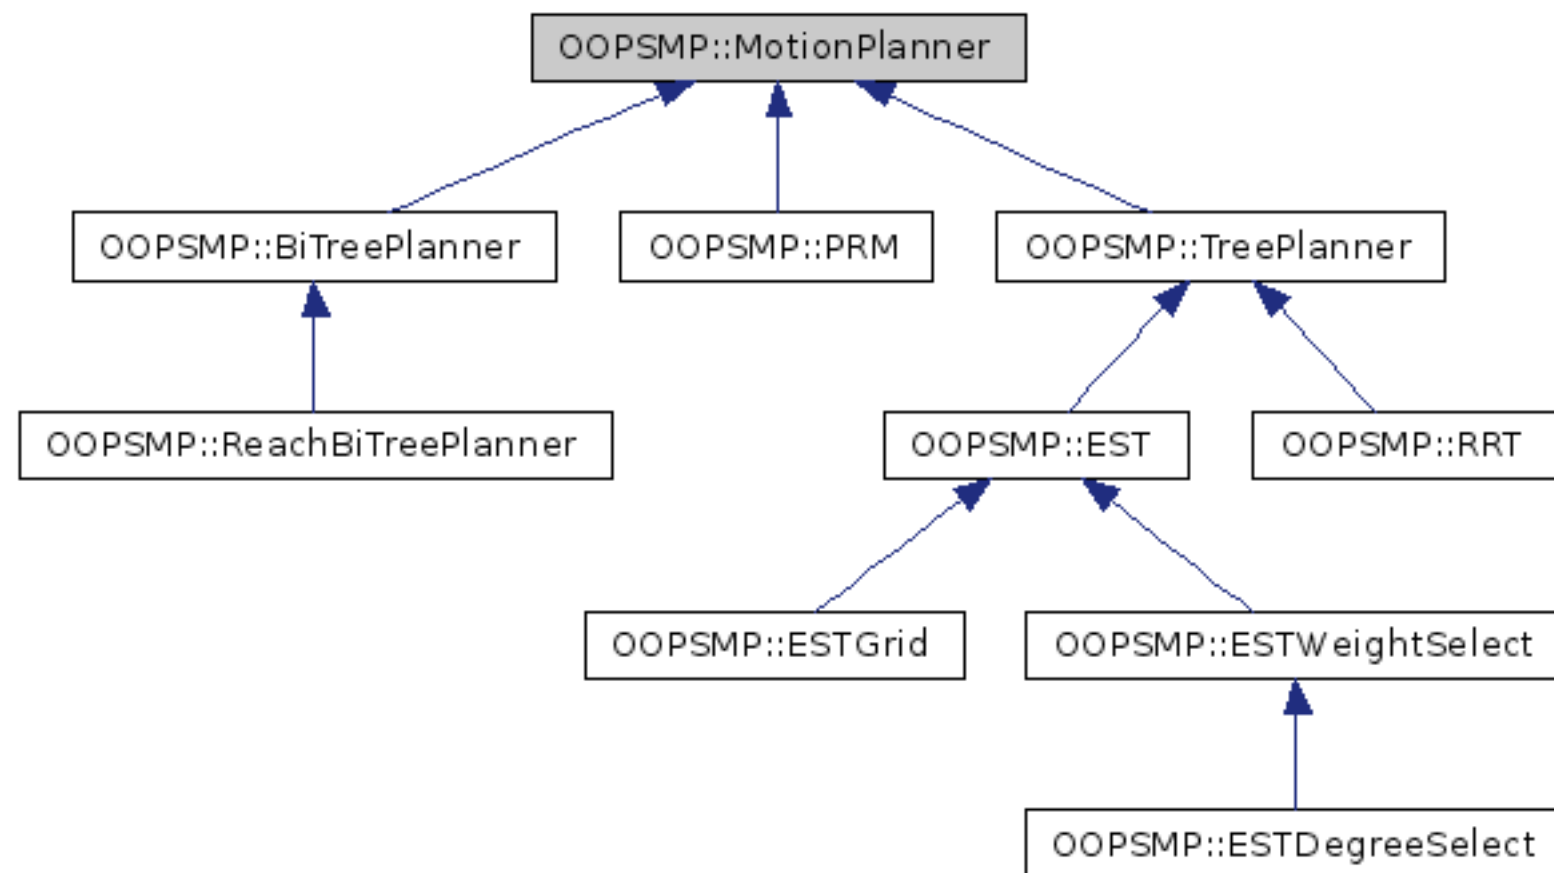 OOPSMP::MotionPlanner
OOPSMP::BiTreePlanner
OOPSMP::PRM
OOPSMP::TreePlanner
OOPSMP::ReachBiTreePlanner
OOPSMP::EST
OOPSMP::RRT
OOPSMP::ESTGrid
OOPSMP::ESTWeightSelect
OOPSMP::ESTDegreeSelect